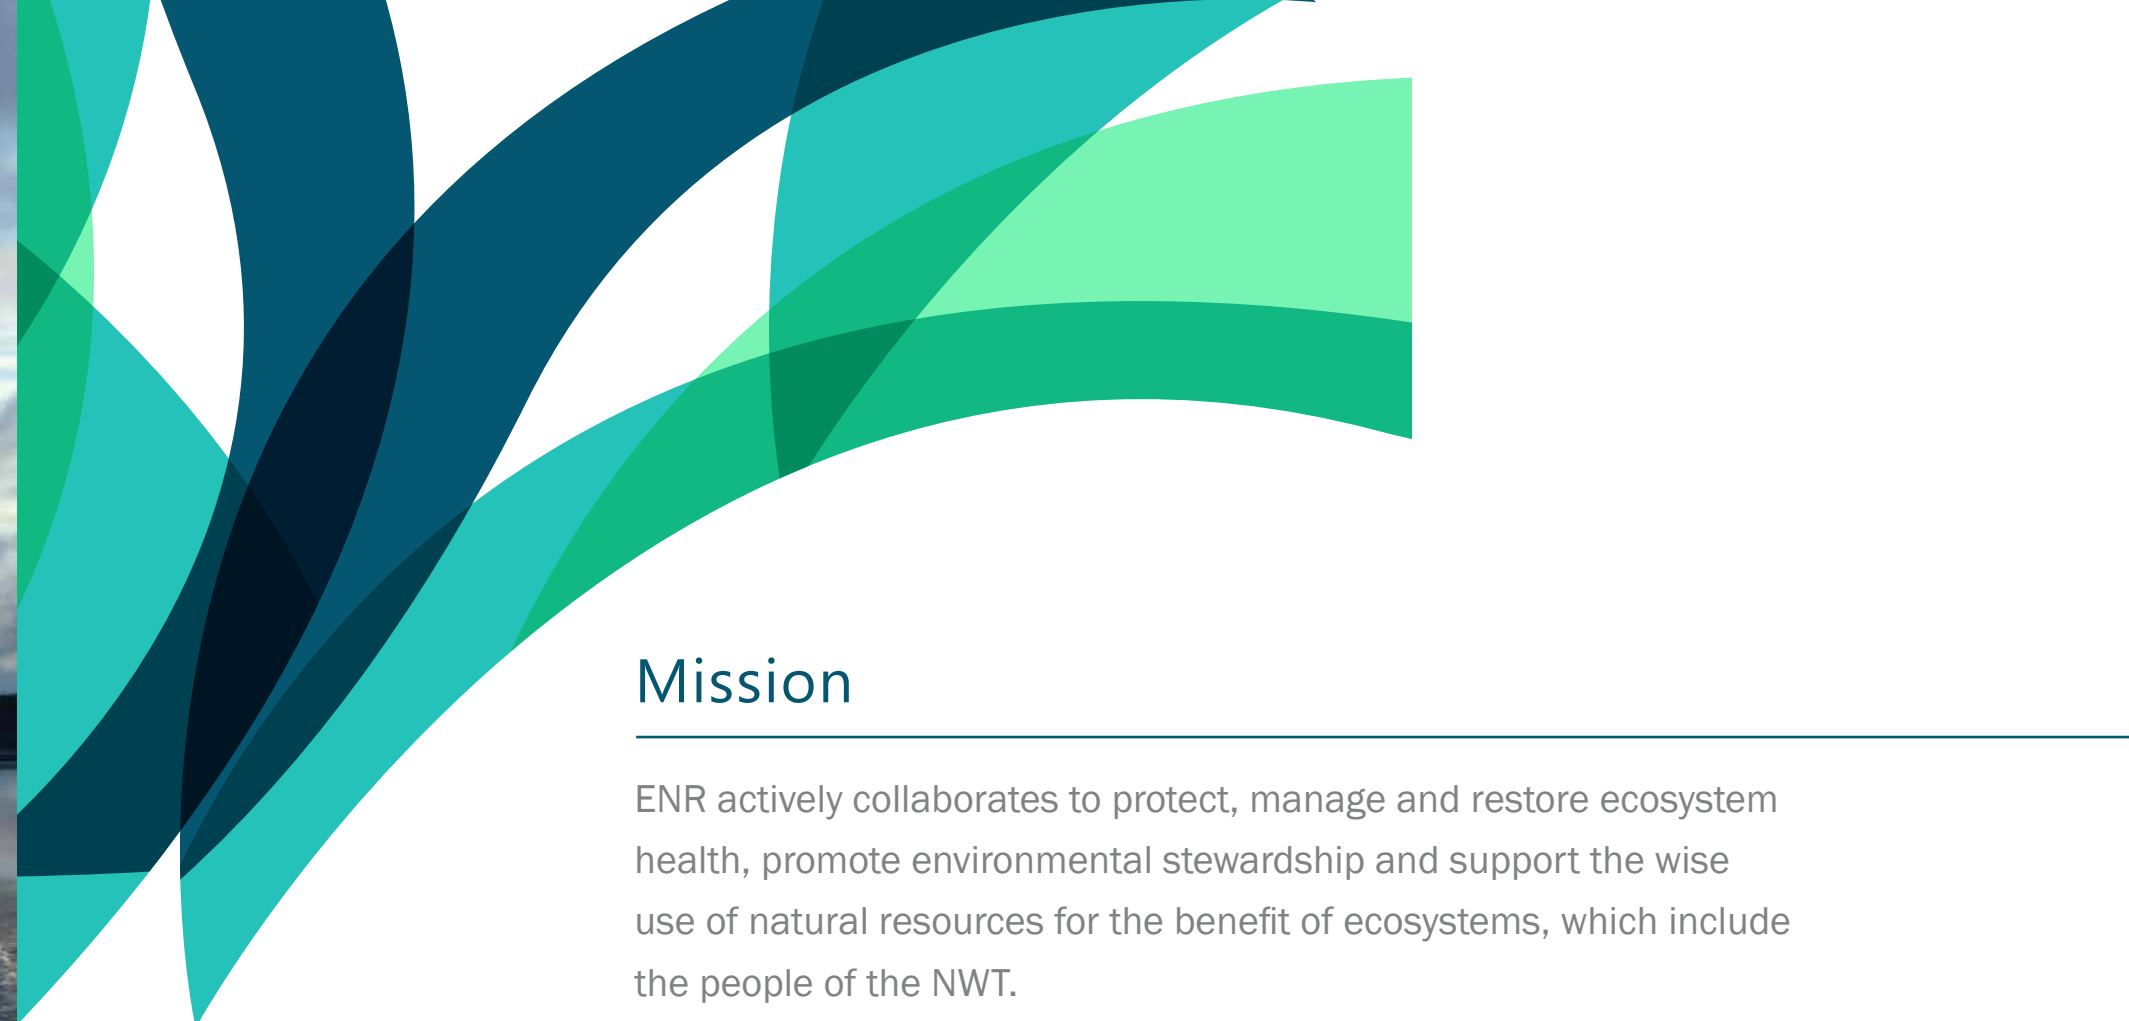 Mission
ENR actively collaborates to protect, manage and restore ecosystem
health, promote environmental stewardship and support the wise
use of natural resources for the benefit of ecosystems, which include
the people of the NWT.